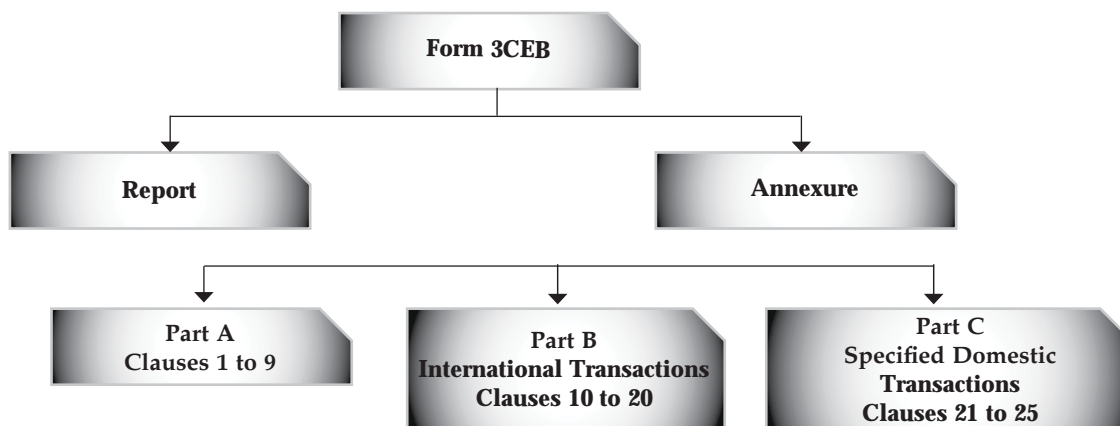 Form 3CEB
Report
Annexure
Part A
Clauses 1 to 9
Part B
International Transactions
Clauses 10 to 20
Part C
Specified Domestic
Transactions
Clauses 21 to 25